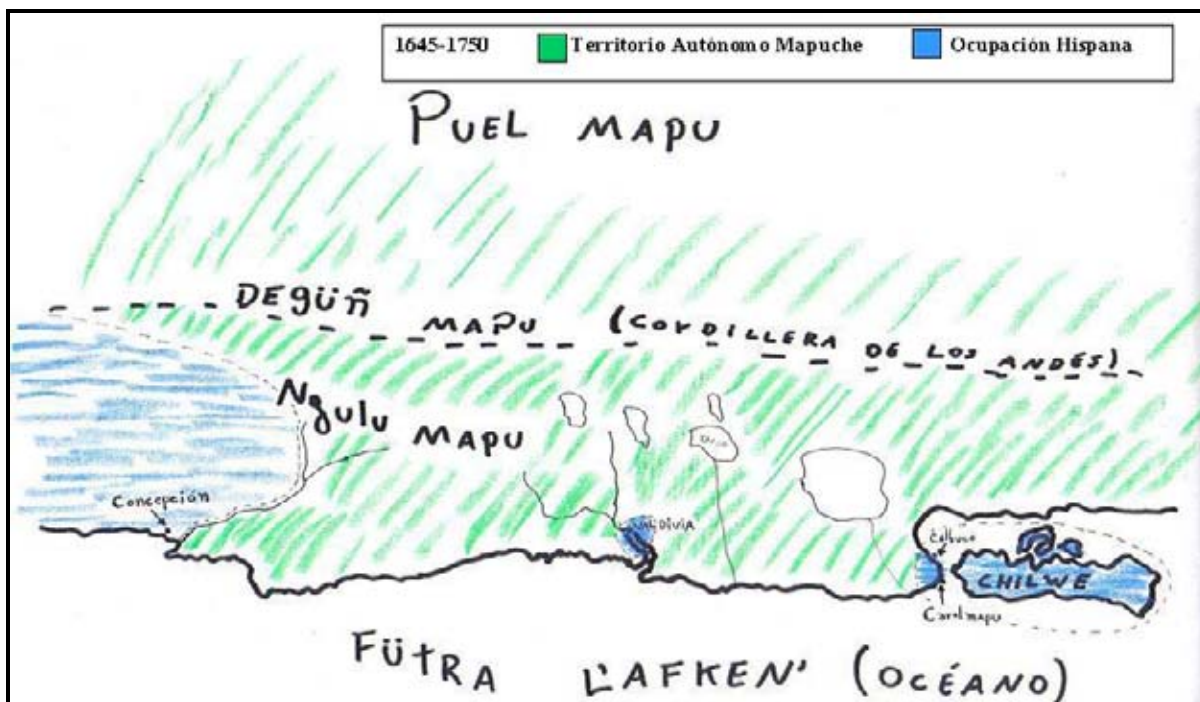 1645-1750 Territorio Autónomo Mapuche Ocupación Hispana
PUEL MAPU
DEgüñ MAPU (CORDILLERA DE LOS ANDÉS)
Ngulu MAPU
Concepción
VALDIVIA
Calbuco
CHILWE
Carelmapu
FÜTRA L'AFKEN' (OCÉANO)